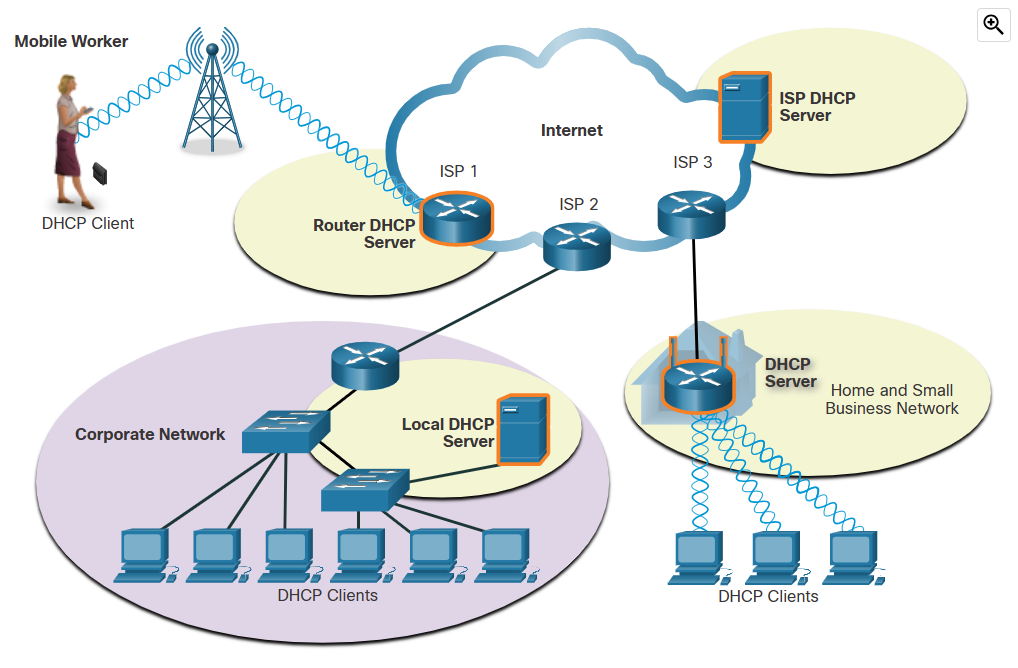 Mobile Worker
DHCP Client
Internet
ISP DHCP
Server
ISP 1
ISP 2
ISP 3
Router DHCP
Server
Corporate Network
Local DHCP
Server
DHCP Clients
DHCP
Server
Home and Small
Business Network
DHCP Clients